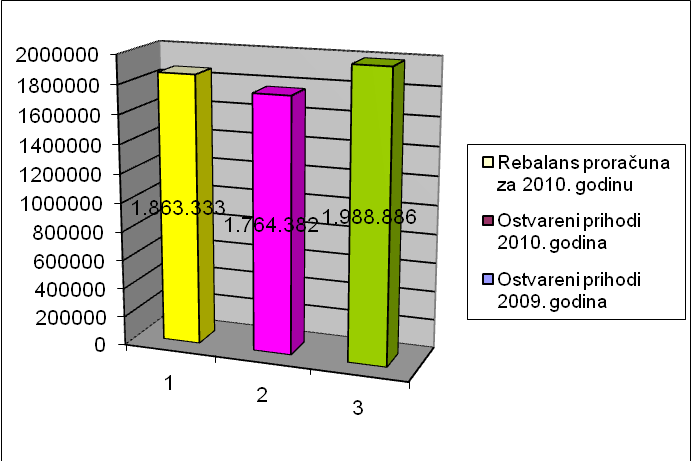 2000000
1800000
1600000
1400000
1200000
1000000
800000
600000
400000
200000
0
1.863.333
1.764.382
1.988.886
1
2
3
Rebalans proračuna
za 2010. godinu
Ostvareni prihodi
2010. godina
Ostvareni prihodi
2009. godina